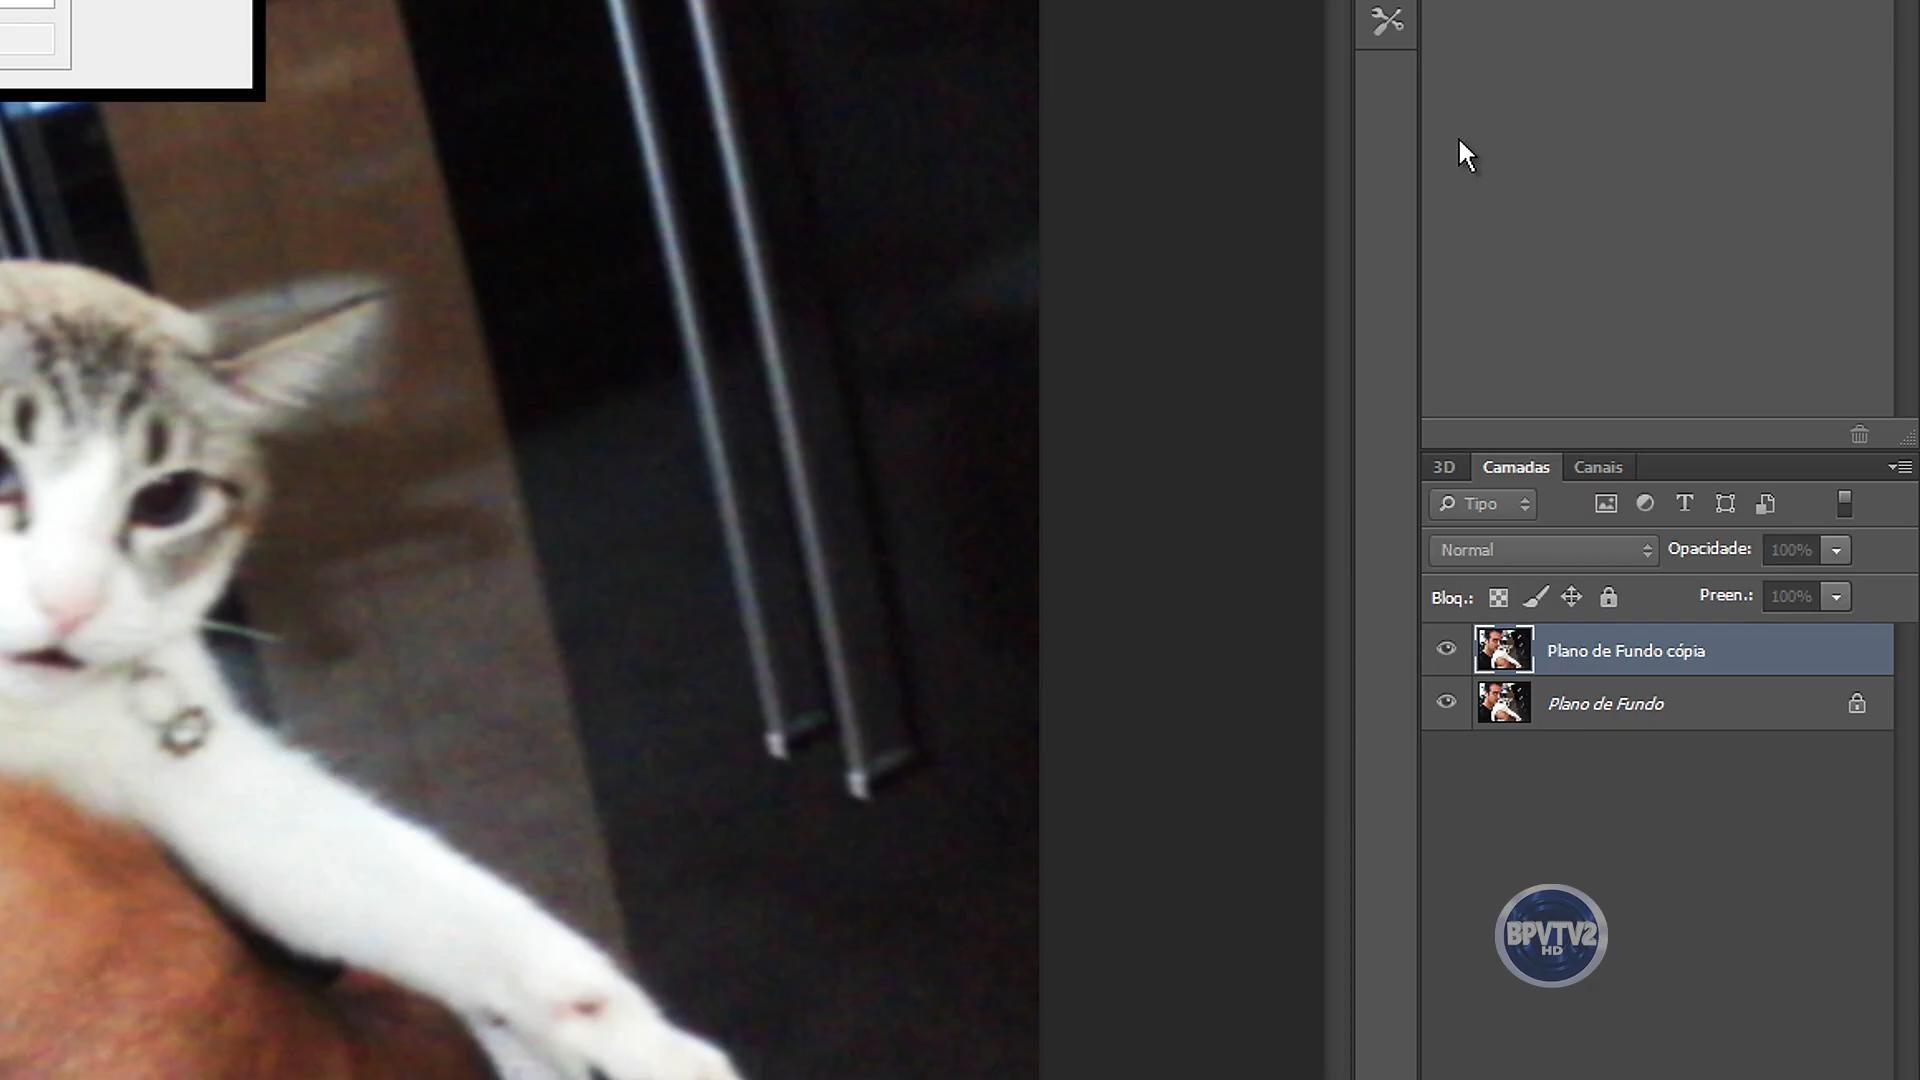 3D Camadas Canais
Tipo
Normal Opacidade: 100%
Bloq.: Preen.: 100%
Plano de Fundo cópia
Plano de Fundo
BPVTV2
HD